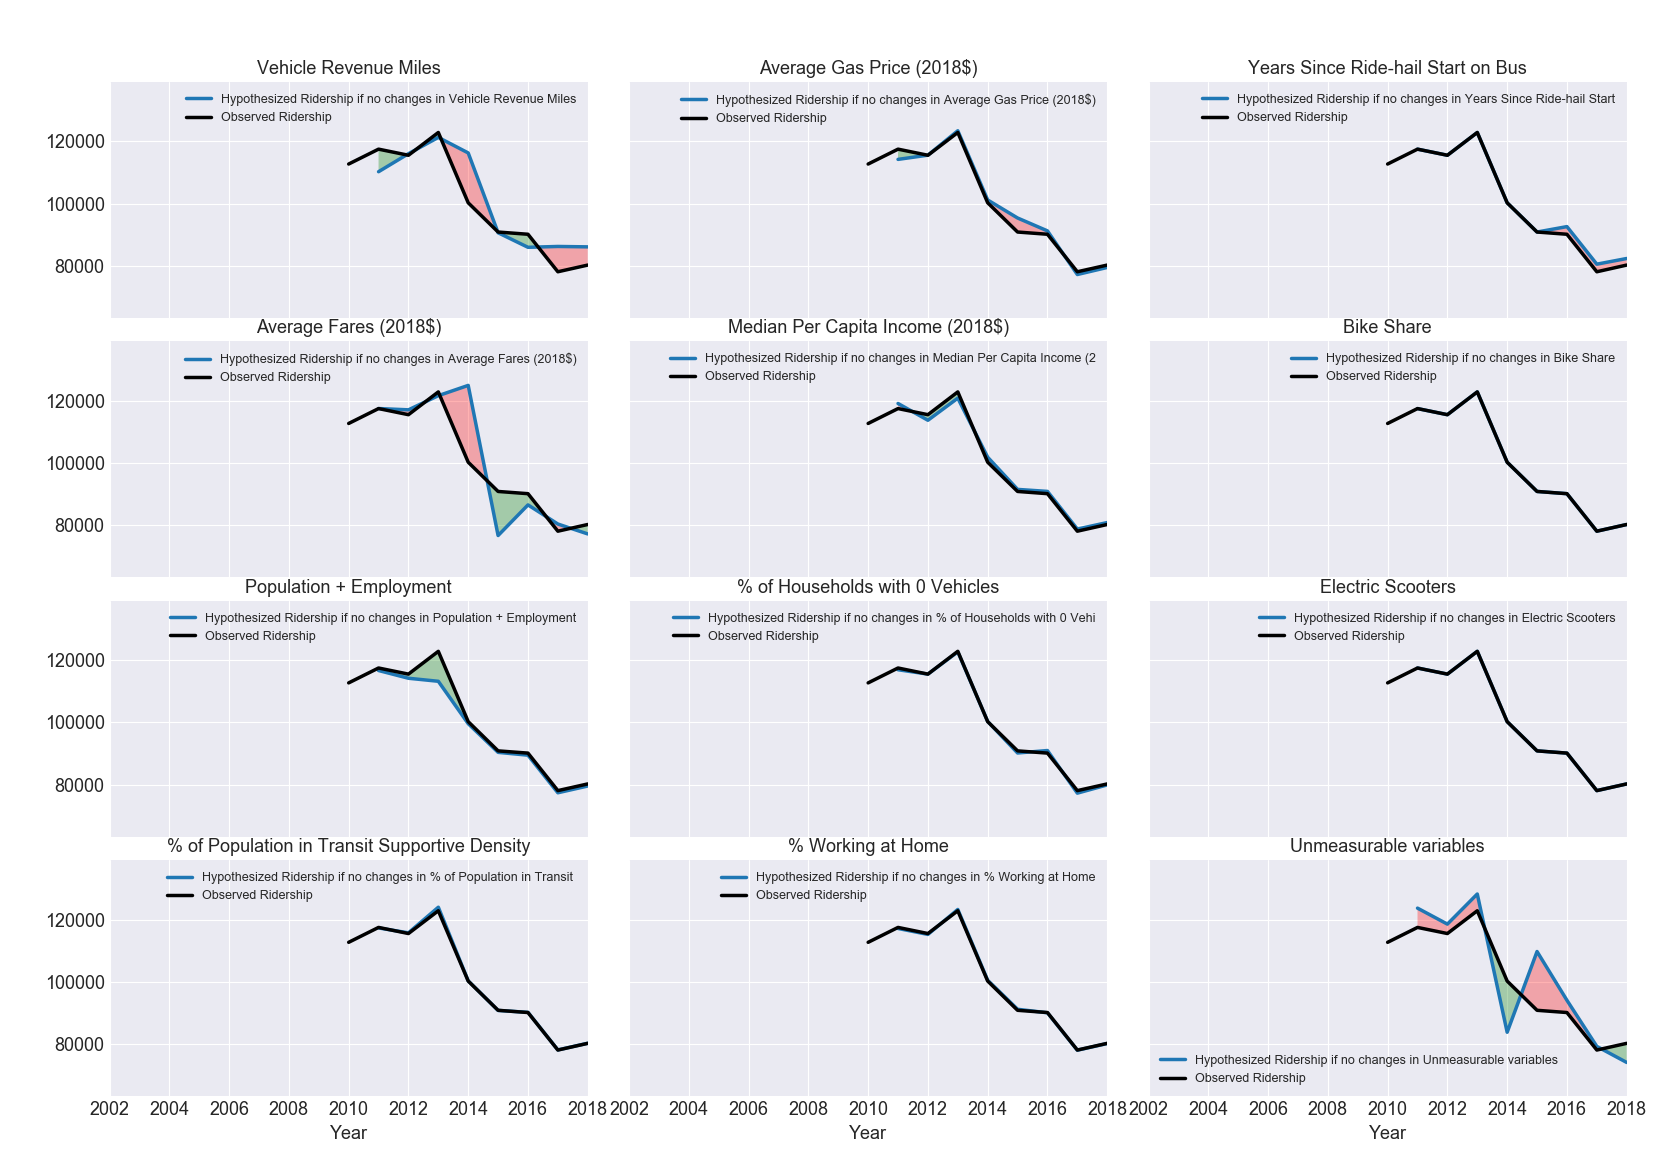 Vehicle Revenue Miles
Hypothesized Ridership if no changes in Vehicle Revenue Miles
Observed Ridership
120000
100000
80000
Average Gas Price (2018$)
Hypothesized Ridership if no changes in Average Gas Price (2018$)
Observed Ridership
Years Since Ride-hail Start on Bus
Hypothesized Ridership if no changes in Years Since Ride-hail Start
Observed Ridership
Average Fares (2018$)
Hypothesized Ridership if no changes in Average Fares (2018$)
Observed Ridership
120000
100000
80000
Median Per Capita Income (2018$)
Hypothesized Ridership if no changes in Median Per Capita Income (2
Observed Ridership
Bike Share
Hypothesized Ridership if no changes in Bike Share
Observed Ridership
Population + Employment
Hypothesized Ridership if no changes in Population + Employment
Observed Ridership
120000
100000
80000
% of Households with 0 Vehicles
Hypothesized Ridership if no changes in % of Households with 0 Vehi
Observed Ridership
Electric Scooters
Hypothesized Ridership if no changes in Electric Scooters
Observed Ridership
% of Population in Transit Supportive Density
Hypothesized Ridership if no changes in % of Population in Transit
Observed Ridership
120000
100000
80000
2002 2004 2006 2008 2010 2012 2014 2016 2018
Year
% Working at Home
Hypothesized Ridership if no changes in % Working at Home
Observed Ridership
2002 2004 2006 2008 2010 2012 2014 2016 2018
Year
Unmeasurable variables
Hypothesized Ridership if no changes in Unmeasurable variables
Observed Ridership
2002 2004 2006 2008 2010 2012 2014 2016 2018
Year